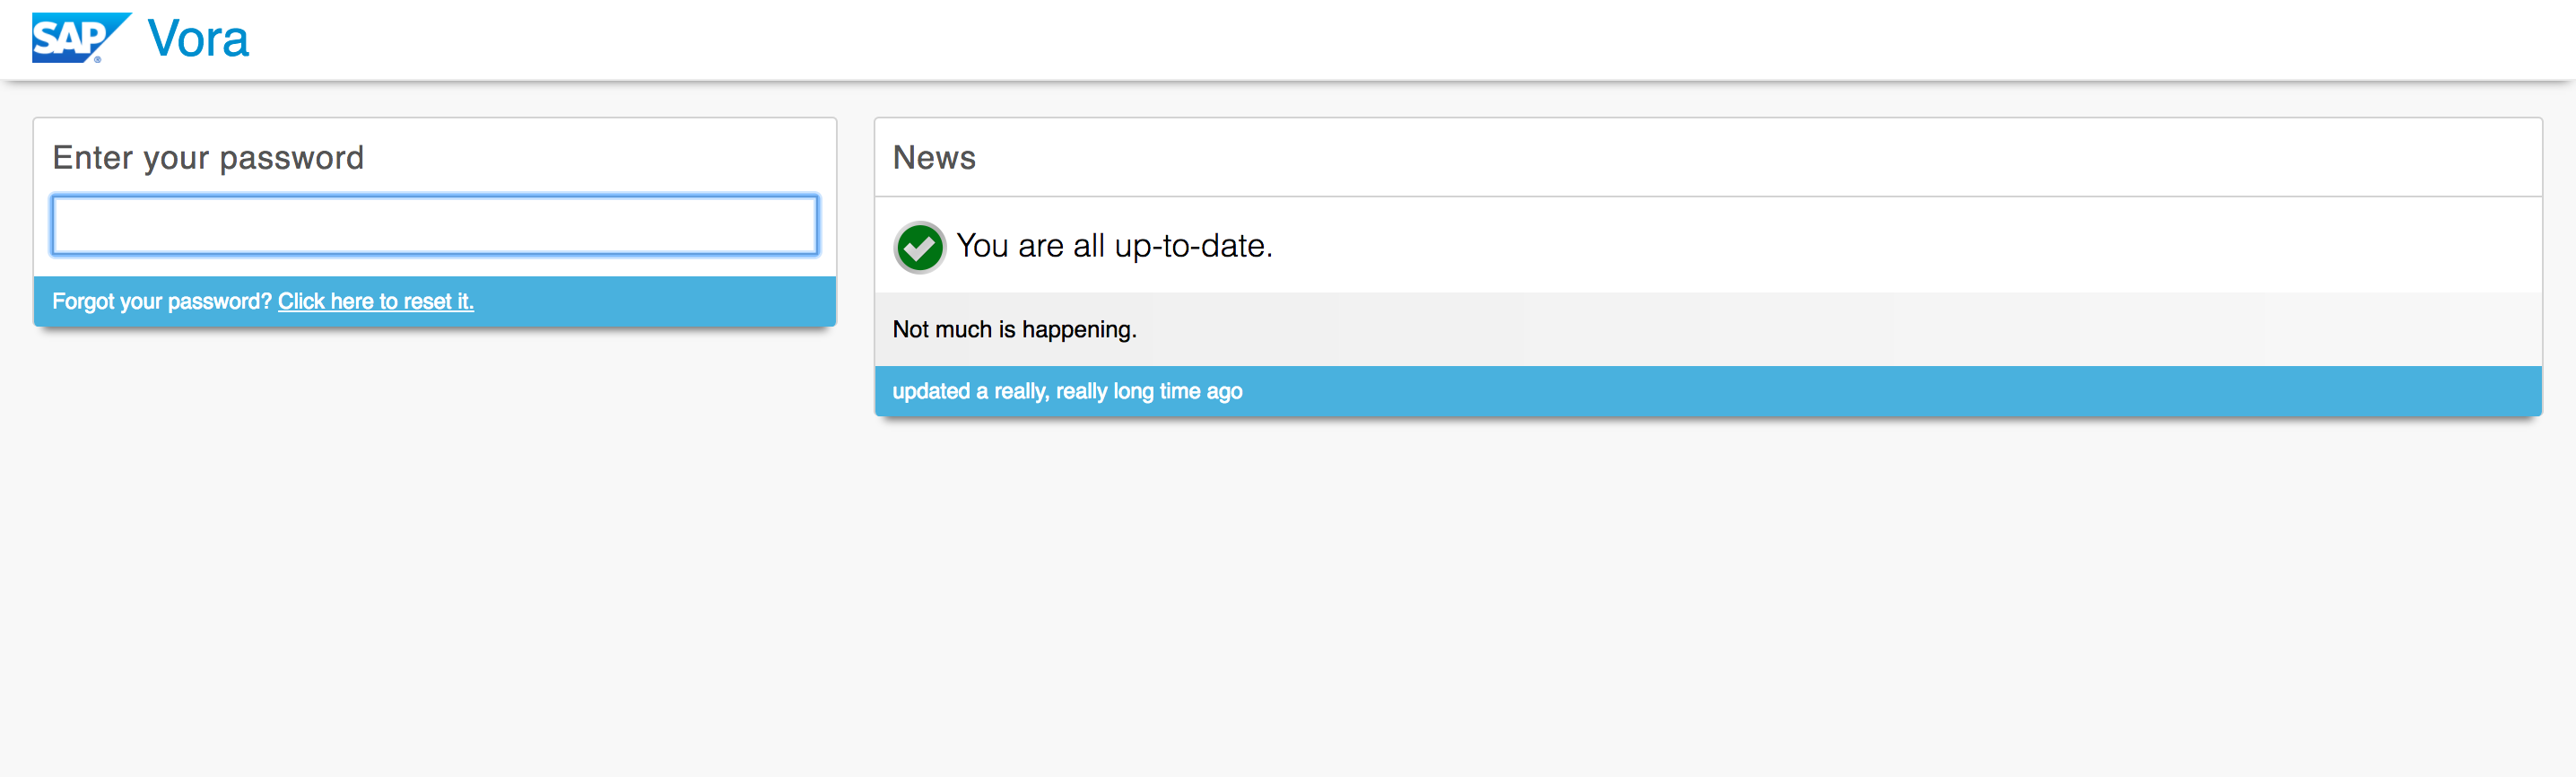 SAP® Vora
Enter your password
Forgot your password? Click here to reset it.
News
You are all up-to-date.
Not much is happening.
updated a really, really long time ago